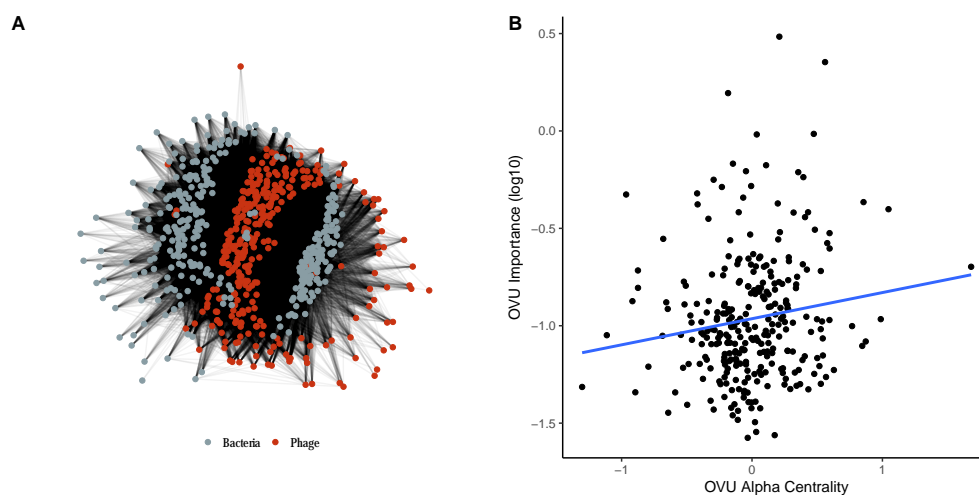 A
Bacteria
Phage
B
OVU Importance (log10)
0.5
0.0
−0.5
−1.0
−1.5
−1
0
1
OVU Alpha Centrality